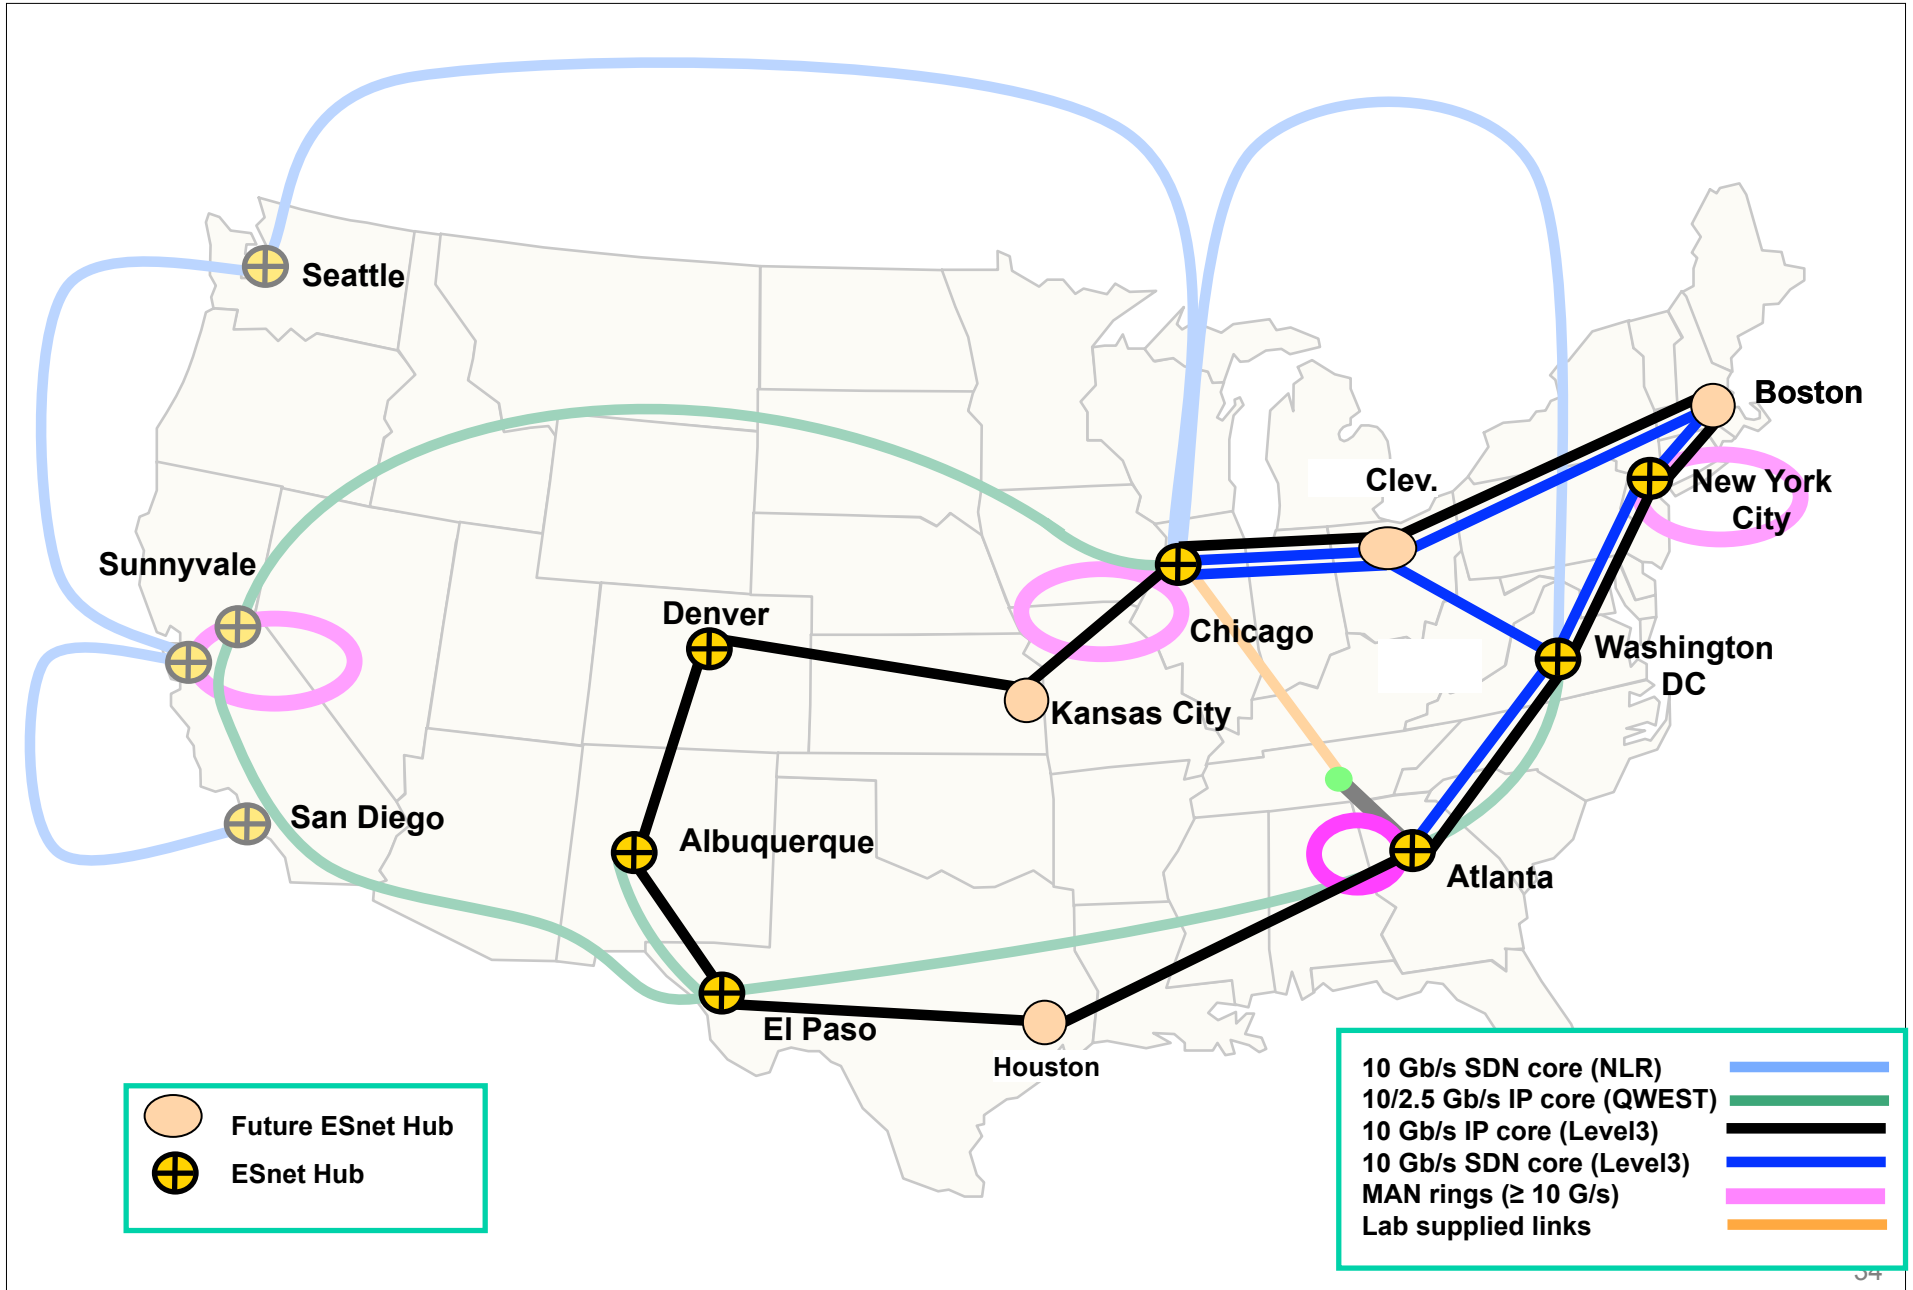 Seattle
Boston
Clev.
New York
City
Sunnyvale
Denver
Chicago
Washington
DC
Kansas City
San Diego
Albuquerque
Atlanta
El Paso
Houston
Future ESnet Hub
ESnet Hub
10 Gb/s SDN core (NLR)
10/2.5 Gb/s IP core (QWEST)
10 Gb/s IP core (Level3)
10 Gb/s SDN core (Level3)
MAN rings (≥ 10 G/s)
Lab supplied links
34